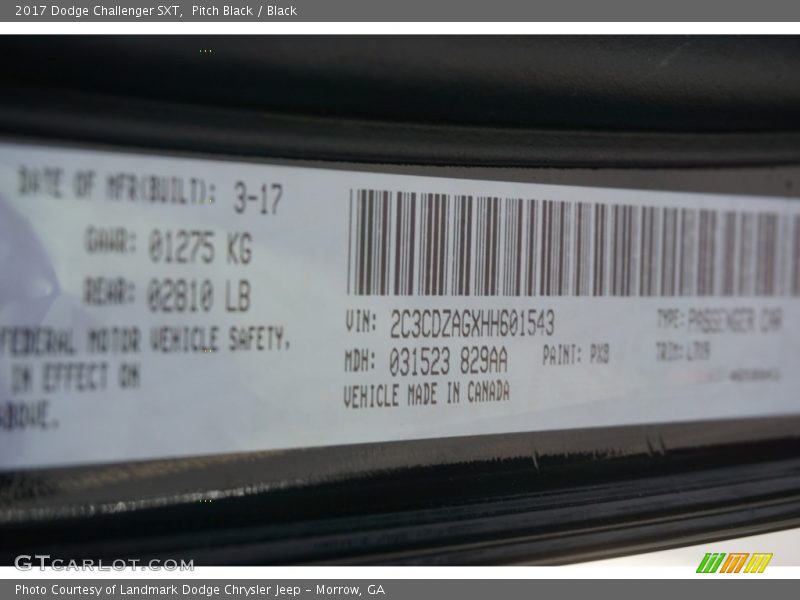 2017 Dodge Challenger SXT, Pitch Black / Black
DATE OF MFR(BUILT): 3-17
GAWR: 01275 KG
REAR: 02810 LB
FEDERAL MOTOR VEHICLE SAFETY,
IN EFFECT ON
ABOVE.
VIN: 2C3CDZAGXHH601543
TYPE: PASSENGER CAR
MDH: 031523 829AA
PAINT: PX8
TRIM:
VEHICLE MADE IN CANADA
GTCARLOT.COM
Photo Courtesy of Landmark Dodge Chrysler Jeep – Morrow, GA